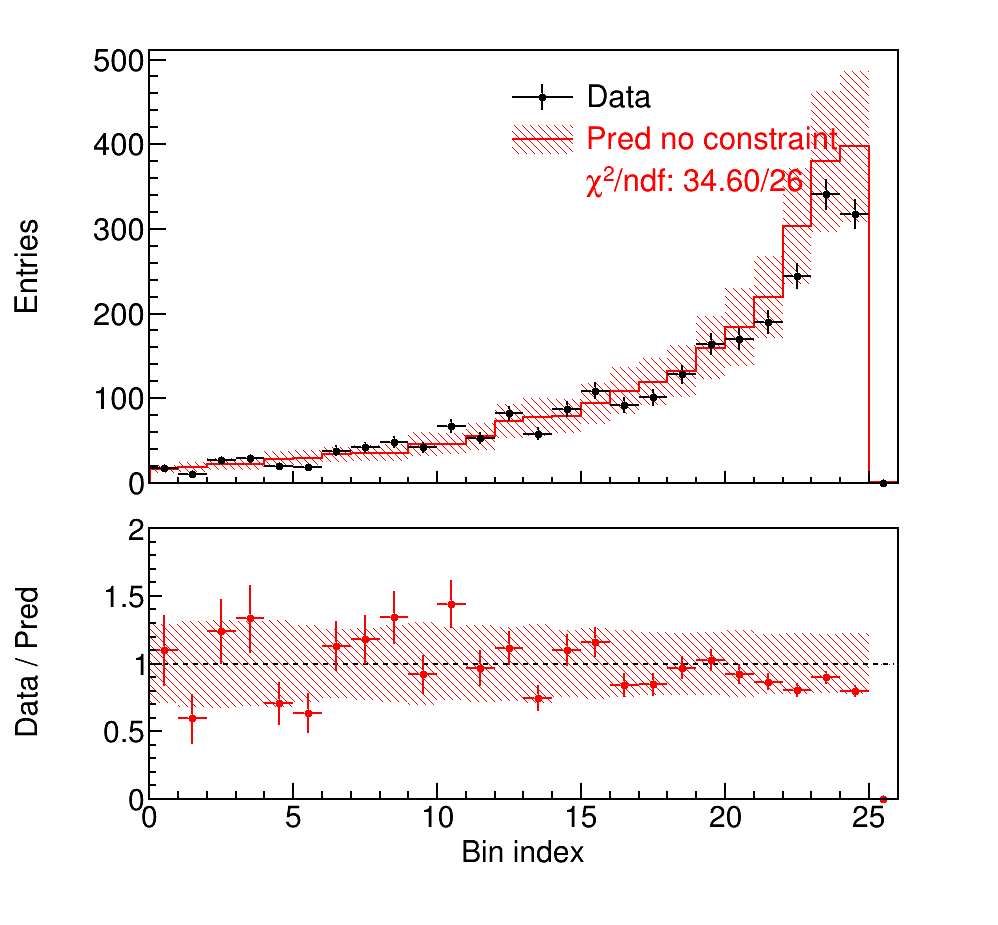 500
400
300
200
100
0
Entries
Data
Pred no constraint
χ²/ndf: 34.60/26
2
1.5
1
0.5
0
Data / Pred
0 5 10 15 20 25
Bin index